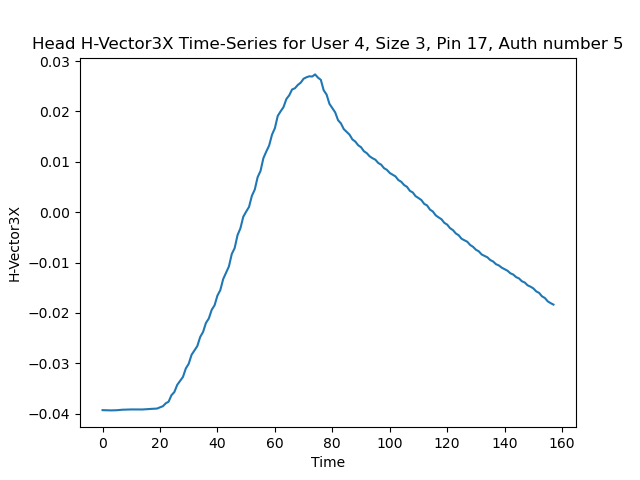 Head H-Vector3X Time-Series for User 4, Size 3, Pin 17, Auth number 5
0.03
0.02
0.01
0.00
−0.01
−0.02
−0.03
−0.04
H-Vector3X
0 20 40 60 80 100 120 140 160
Time